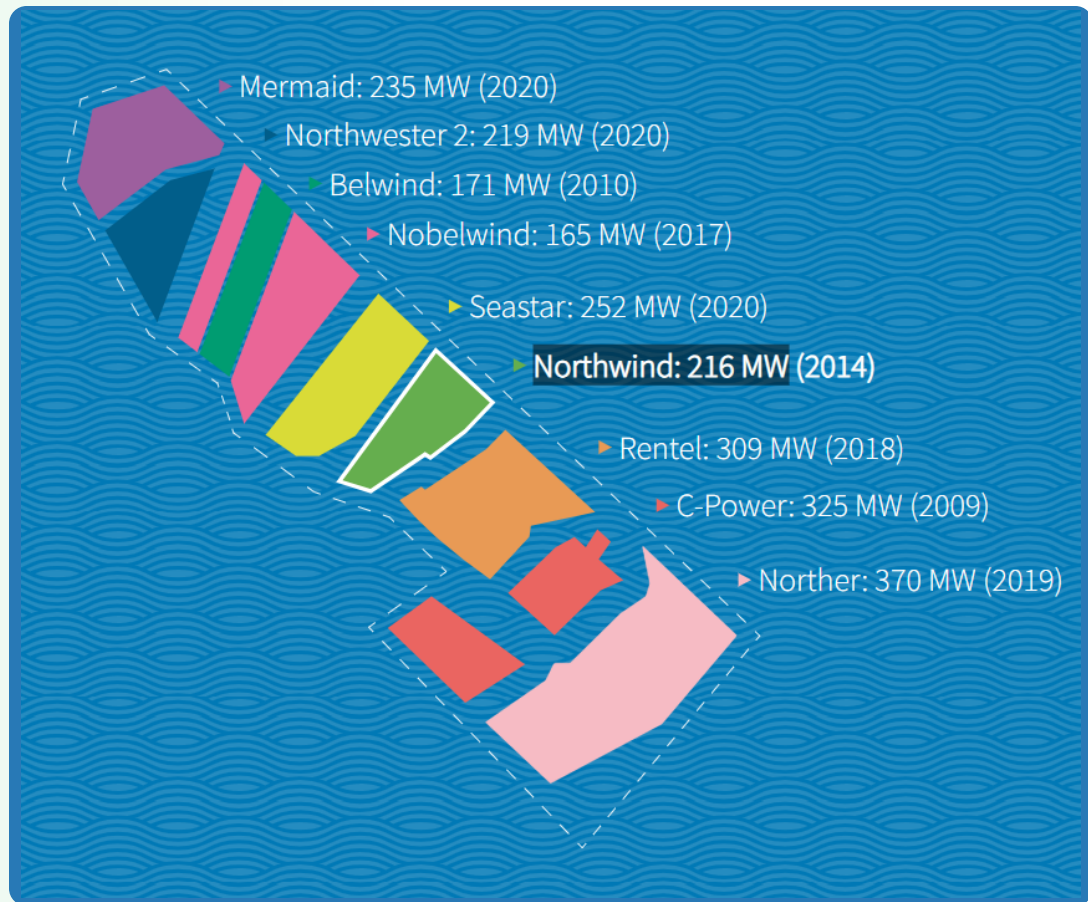 Mermaid: 235 MW (2020)
Northwester 2: 219 MW (2020)
Belwind: 171 MW (2010)
Nobelwind: 165 MW (2017)
Seastar: 252 MW (2020)
Northwind: 216 MW (2014)
Rentel: 309 MW (2018)
C-Power: 325 MW (2009)
Norther: 370 MW (2019)